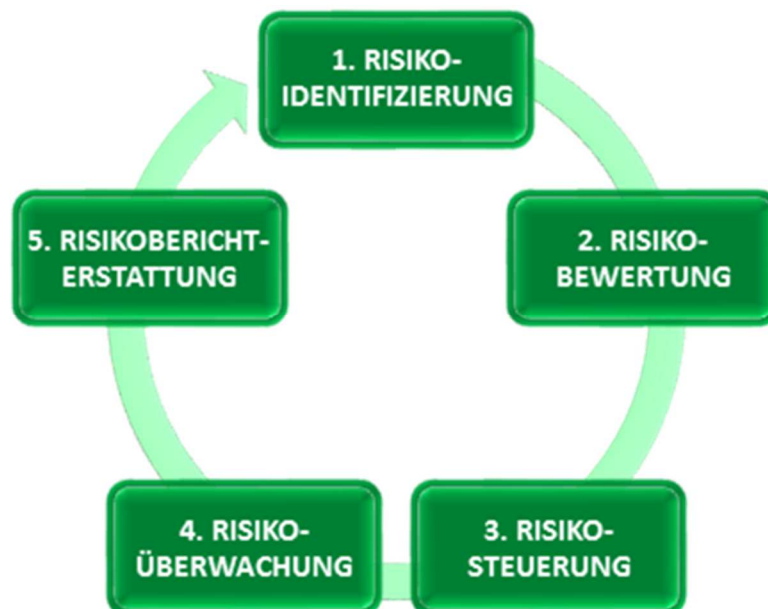 1. RISIKO-
IDENTIFIZIERUNG
2. RISIKO-
BEWERTUNG
3. RISIKO-
STEUERUNG
4. RISIKO-
ÜBERWACHUNG
5. RISIKOBERICHT-
ERSTATTUNG